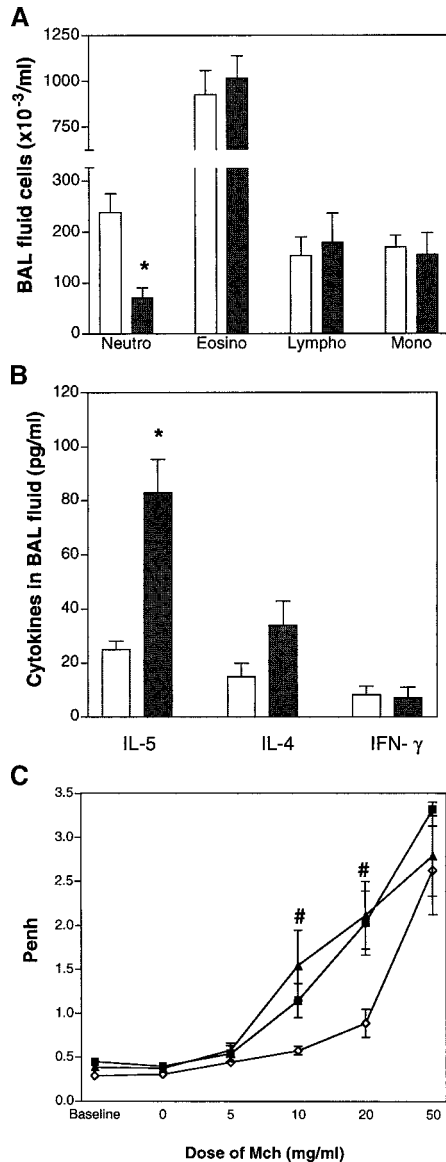 A
BAL fluid cells (x10-3/ml)
1250
1000
750
300
200
100
0
*
Neutro Eosino Lympho Mono
B
Cytokines in BAL fluid (pg/ml)
120
100
80
60
40
20
0
*
IL-5 IL-4 IFN- γ
C
Penh
3.5
3.0
2.5
2.0
1.5
1.0
0.5
0.0
# #
Baseline 0 5 10 20 50
Dose of Mch (mg/ml)